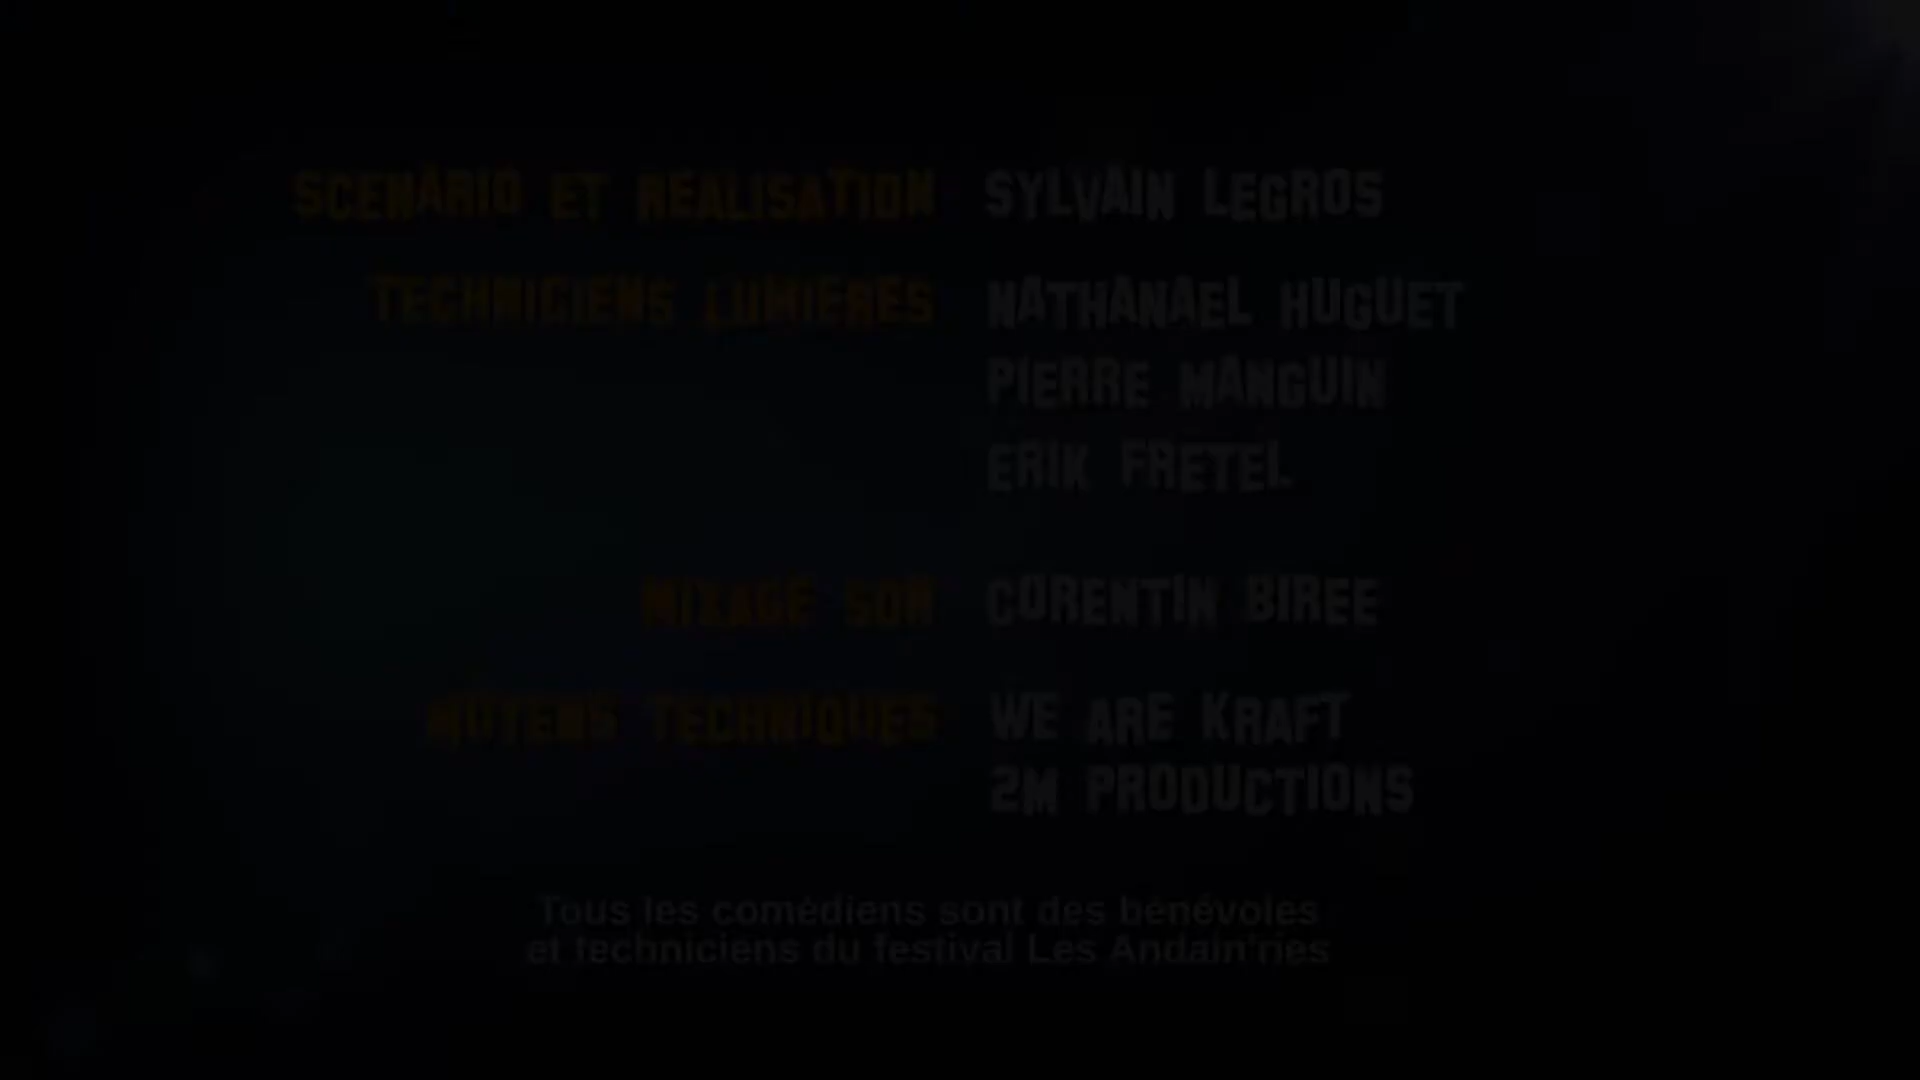 SCENARIO ET REALISATION SYLVAIN LEGROS
TECHNICIENS LUMIERES NATHANAEL HUGUET
PIERRE MANGUIN
ERIK FRETEL
MIXAGE SON CORENTIN BIREE
MOYENS TECHNIQUES WE ARE KRAFT
2M PRODUCTIONS
Tous les comédiens sont des bénévoles
et techniciens du festival Les Andain'ries